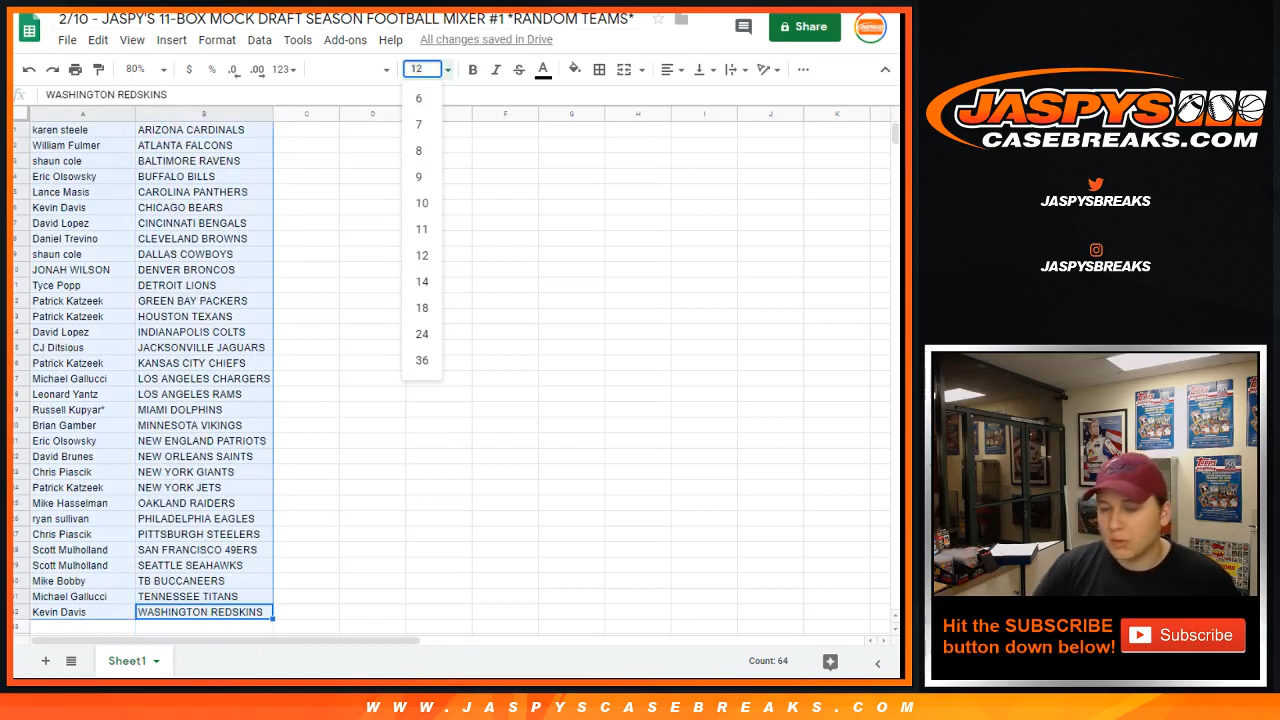 2/10 - JASPY'S 11-BOX MOCK DRAFT SEASON FOOTBALL MIXER #1 *RANDOM TEAMS*
File Edit View Insert Format Data Tools Add-ons Help All changes saved in Drive
Share
80% $ % .0 .00 123 12 B I S A
fx WASHINGTON REDSKINS
A B C D F G H I J K
karen steele ARIZONA CARDINALS
William Fulmer ATLANTA FALCONS
shaun cole BALTIMORE RAVENS
Eric Olsowsky BUFFALO BILLS
Lance Masis CAROLINA PANTHERS
Kevin Davis CHICAGO BEARS
David Lopez CINCINNATI BENGALS
Daniel Trevino CLEVELAND BROWNS
shaun cole DALLAS COWBOYS
JONAH WILSON DENVER BRONCOS
Tyce Popp DETROIT LIONS
Patrick Katzeek GREEN BAY PACKERS
Patrick Katzeek HOUSTON TEXANS
David Lopez INDIANAPOLIS COLTS
CJ Ditsious JACKSONVILLE JAGUARS
Patrick Katzeek KANSAS CITY CHIEFS
Michael Gallucci LOS ANGELES CHARGERS
Leonard Yantz LOS ANGELES RAMS
Russell Kupyar* MIAMI DOLPHINS
Brian Gamber MINNESOTA VIKINGS
Eric Olsowsky NEW ENGLAND PATRIOTS
David Brunes NEW ORLEANS SAINTS
Chris Piascik NEW YORK GIANTS
Patrick Katzeek NEW YORK JETS
Mike Hasselman OAKLAND RAIDERS
ryan sullivan PHILADELPHIA EAGLES
Chris Piascik PITTSBURGH STEELERS
Scott Mulholland SAN FRANCISCO 49ERS
Scott Mulholland SEATTLE SEAHAWKS
Mike Bobby TB BUCCANEERS
Michael Gallucci TENNESSEE TITANS
Kevin Davis WASHINGTON REDSKINS
6
7
8
9
10
11
12
14
18
24
36
Sheet1
Count: 64
JASPYS
CASEBREAKS.COM
JASPYSBREAKS
JASPYSBREAKS
Topps
Topps
Topps
Hit the SUBSCRIBE
button down below!
Subscribe
WWW.JASPYSCASEBREAKS.COM